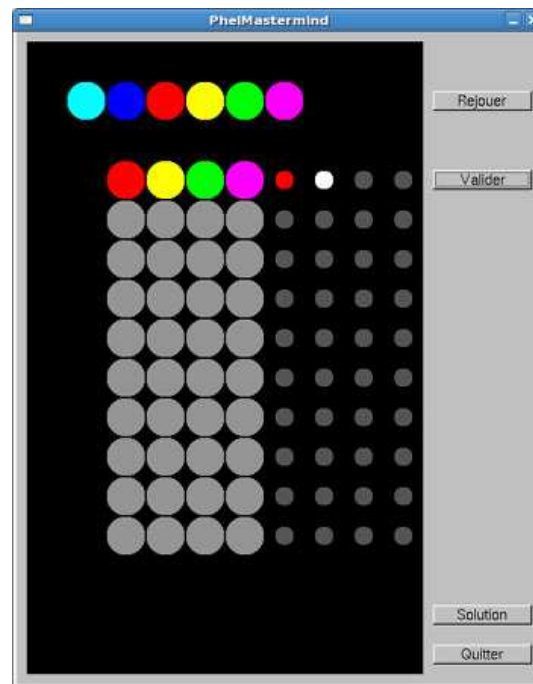 PhelMastermind
Rejouer
Valider
Solution
Quitter